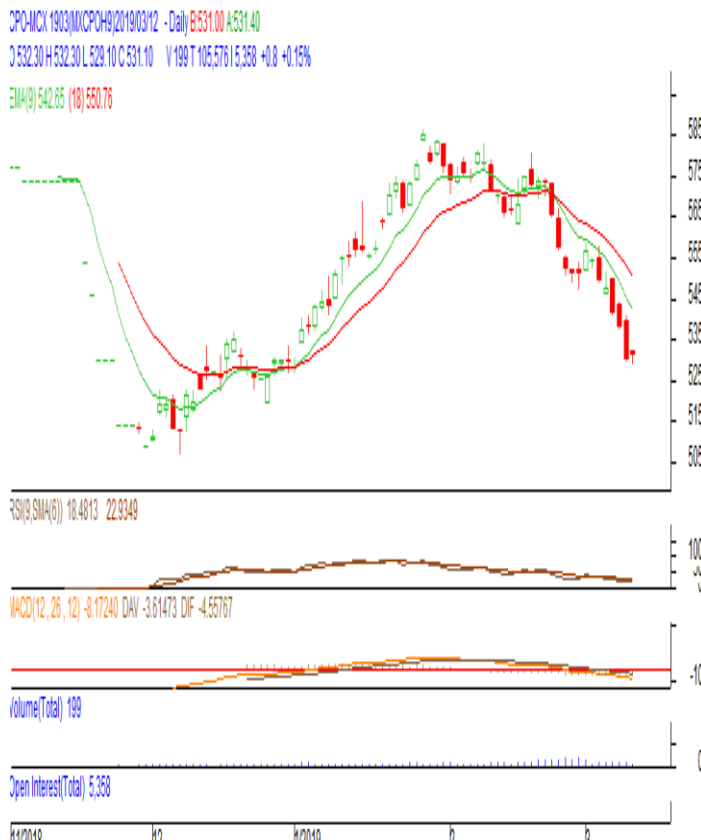 CPO-MCX 1903(MXCPOH9)2019/03/12 - Daily B:531.00 A:531.40
O 532.30 H 532.30 L 529.10 C 531.10 V 199 T 105,576 I 5,358 +0.8 +0.15%
EMA(9) 542.65 (18) 550.76
585
575
565
555
545
535
525
515
505
RSI(9,SMA(6)) 18.4813 22.9349
100
0
MACD(12 , 26 , 12) -8.17240 DAV -3.61473 DIF -4.55767
-10
Volume(Total) 199
0
Open Interest(Total) 5,358
11/2018 12 1/2019 2 3